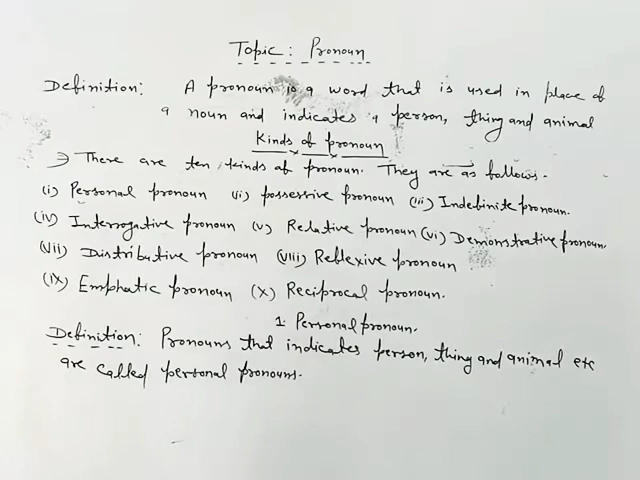 Topic: Pronoun
Definition: A pronoun is a word that is used in place of
a noun and indicates a person, thing and animal
Kinds of pronoun
There are ten kinds of pronoun. They are as follows.
(i) Personal pronoun (ii) possessive pronoun (iii) Indefinite pronoun.
(iv) Interrogative pronoun (v) Relative pronoun (vi) Demonstrative pronoun
(vii) Distributive pronoun (viii) Reflexive pronoun
(ix) Emphatic pronoun (x) Reciprocal pronoun.
1. Personal pronoun.
Definition: Pronouns that indicates person, thing and animal etc
are called personal pronouns.